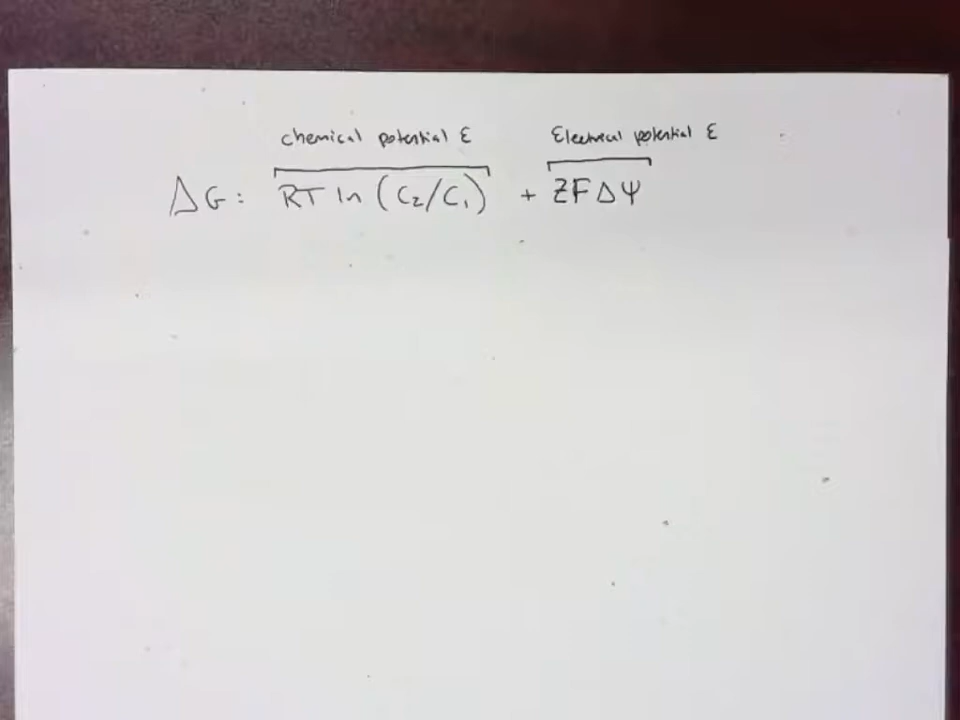 chemical potential E Electrical potential E
ΔG: RT ln (C₂/C₁) + ZFΔΨ